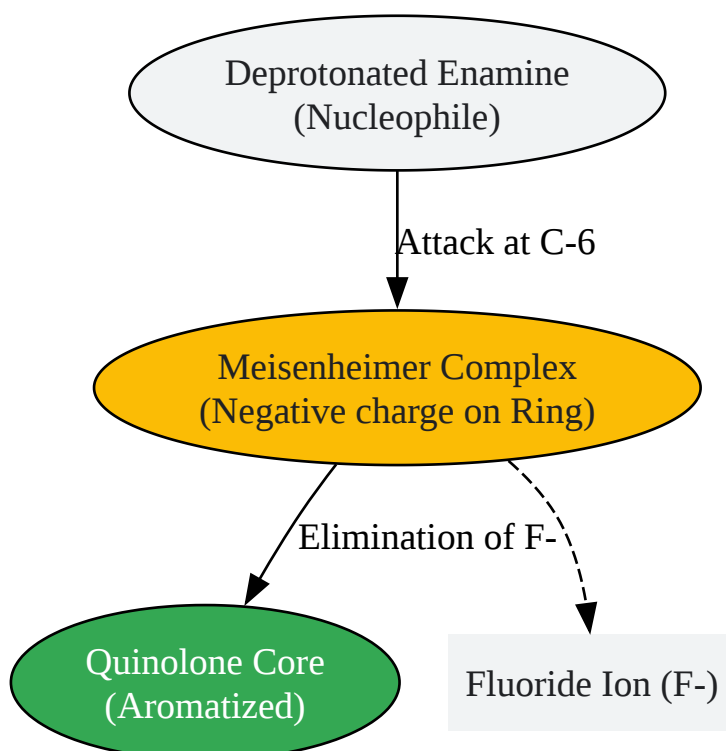 Deprotonated Enamine
(Nucleophile)
Attack at C-6
Meisenheimer Complex
(Negative charge on Ring)
Elimination of F-
Quinolone Core
(Aromatized)
Fluoride Ion (F-)